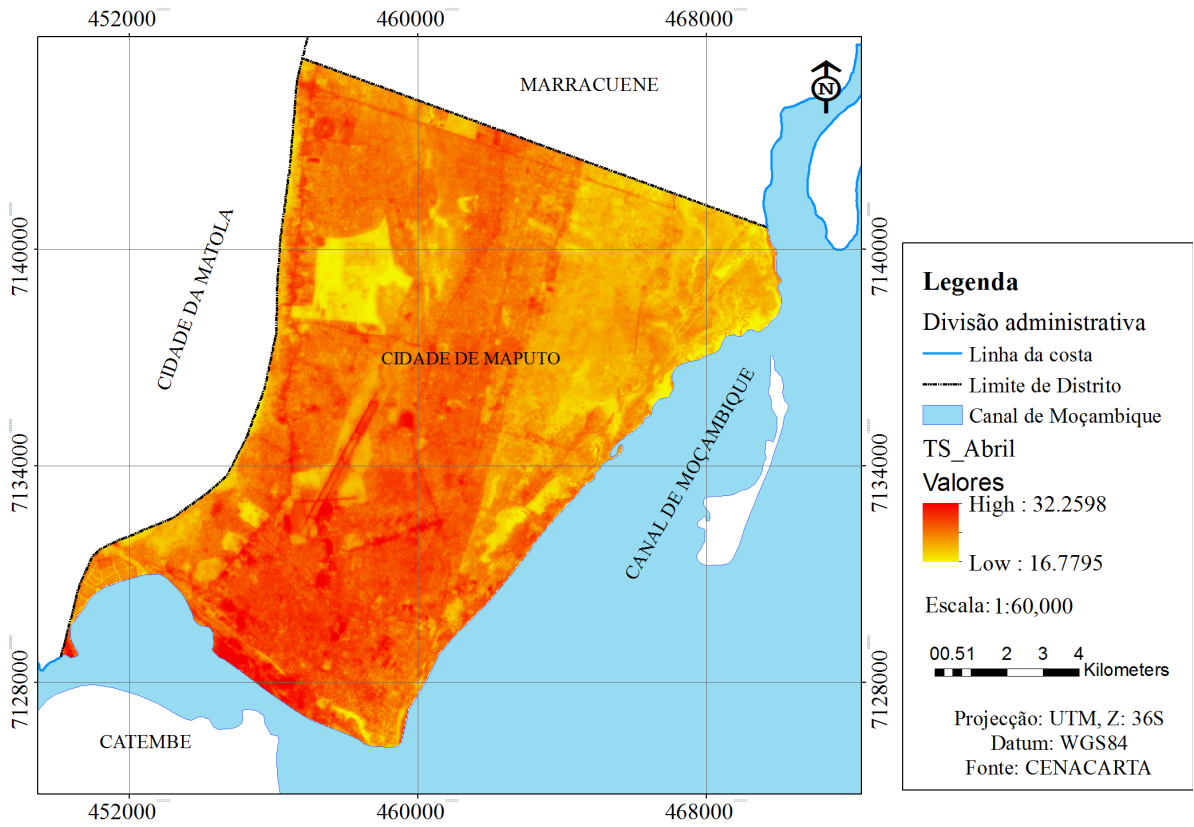 452000 460000 468000
MARRACUENE
N
7140000 7140000
CIDADE DA MATOLA
CIDADE DE MAPUTO
7134000 7134000
CANAL DE MOÇAMBIQUE
7128000 7128000
CATEMBE
452000 460000 468000
Legenda
Divisão administrativa
Linha da costa
Limite de Distrito
Canal de Moçambique
TS_Abril
Valores
High : 32.2598
Low : 16.7795
Escala: 1:60,000
00.51 2 3 4
Kilometers
Projecção: UTM, Z: 36S
Datum: WGS84
Fonte: CENACARTA